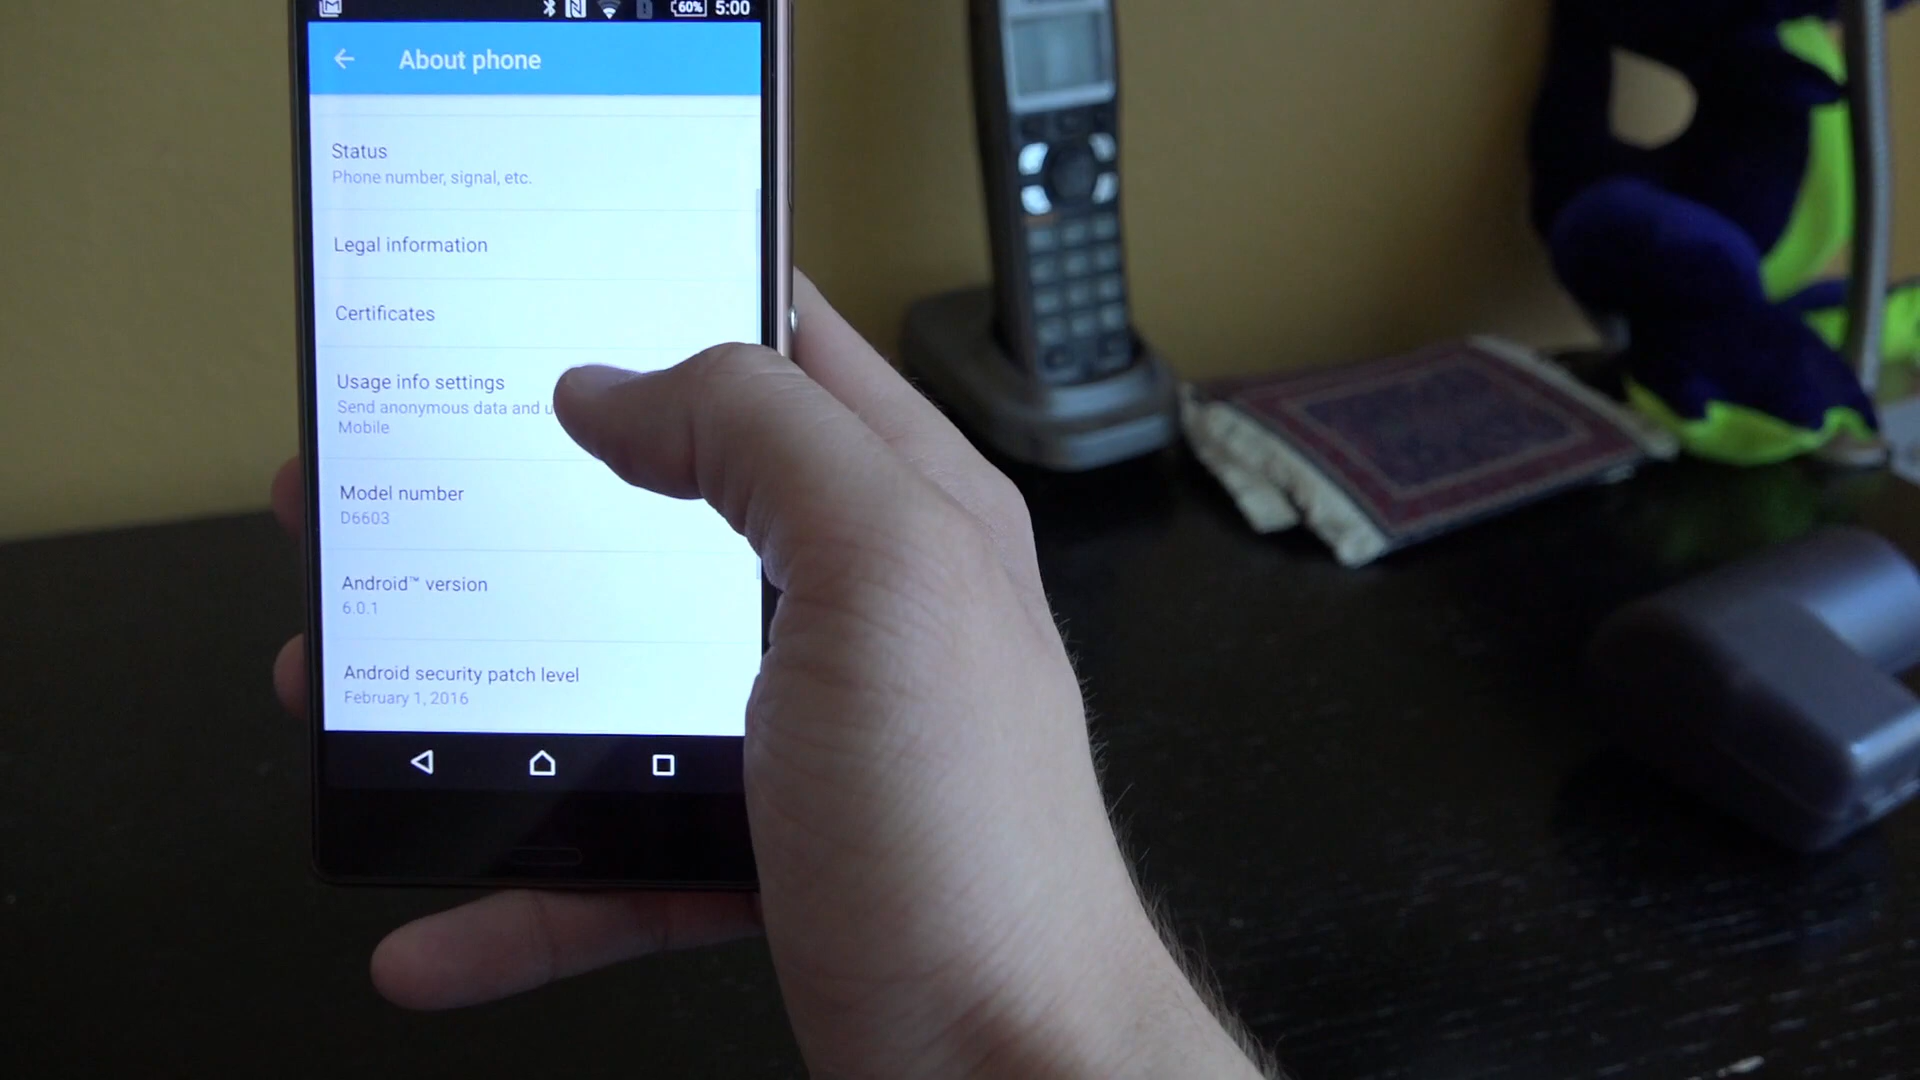 60% 5:00
About phone
Status
Phone number, signal, etc.
Legal information
Certificates
Usage info settings
Send anonymous data and u
Mobile
Model number
D6603
Android™ version
6.0.1
Android security patch level
February 1, 2016